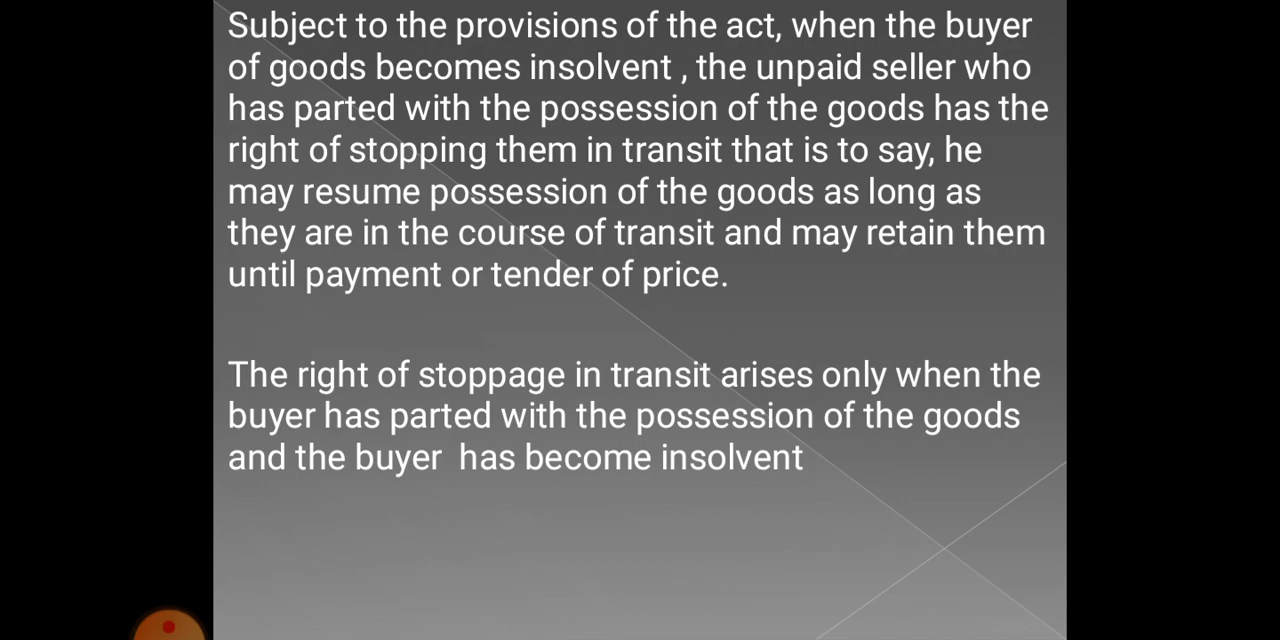 Subject to the provisions of the act, when the buyer
of goods becomes insolvent , the unpaid seller who
has parted with the possession of the goods has the
right of stopping them in transit that is to say, he
may resume possession of the goods as long as
they are in the course of transit and may retain them
until payment or tender of price.
The right of stoppage in transit arises only when the
buyer has parted with the possession of the goods
and the buyer  has become insolvent